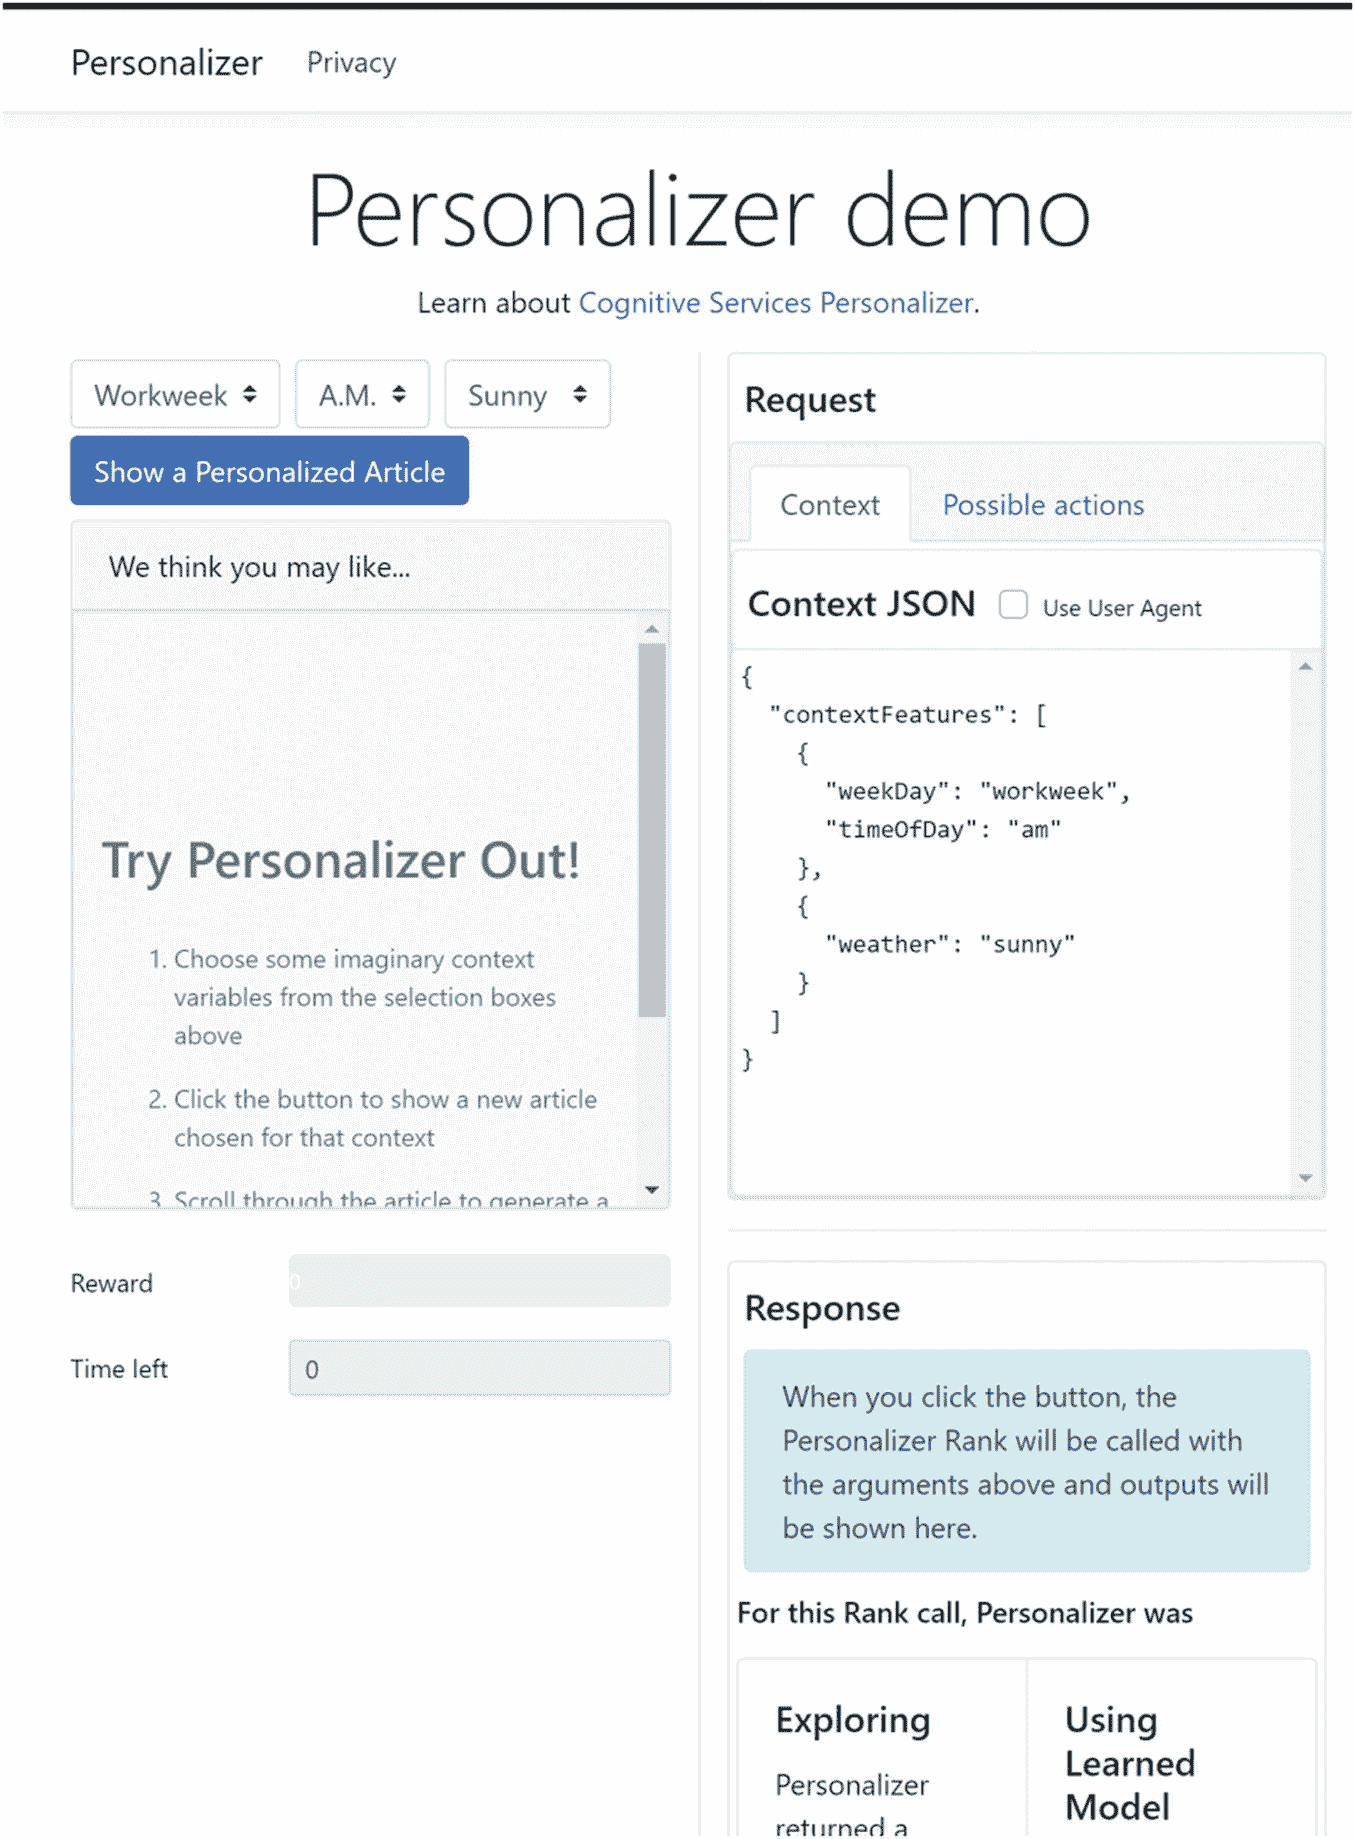 Personalizer Privacy
Personalizer demo
Learn about Cognitive Services Personalizer.
Workweek A.M. Sunny
Show a Personalized Article
We think you may like...
Try Personalizer Out!
1. Choose some imaginary context
variables from the selection boxes
above
2. Click the button to show a new article
chosen for that context
3. Scroll through the article to generate a
Reward 0
Time left 0
Request
Context Possible actions
Context JSON Use User Agent
{
"contextFeatures": [
{
"weekDay": "workweek",
"timeOfDay": "am"
},
{
"weather": "sunny"
}
]
}
Response
When you click the button, the
Personalizer Rank will be called with
the arguments above and outputs will
be shown here.
For this Rank call, Personalizer was
Exploring
Personalizer
returned a
Using
Learned
Model